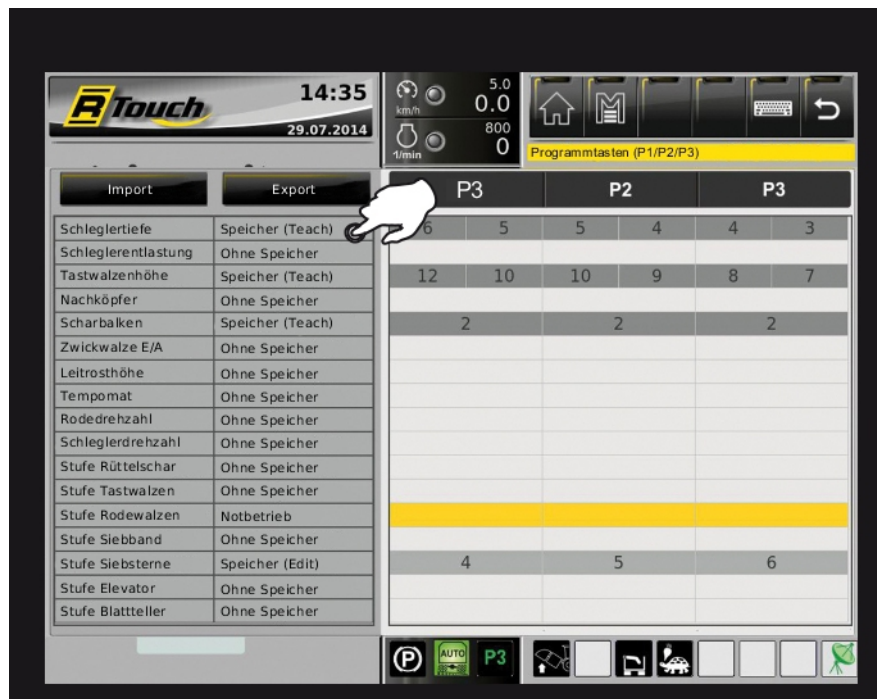 R Touch
14:35
29.07.2014
km/h
5.0
0.0
1/min
800
0
Programmtasten (P1/P2/P3)
Import Export
P3 P2 P3
Schleglertiefe Speicher (Teach) 6 5 5 4 4 3
Schleglerentlastung Ohne Speicher
Tastwalzenhöhe Speicher (Teach) 12 10 10 9 8 7
Nachköpfer Ohne Speicher
Scharbalken Speicher (Teach) 2 2 2
Zwickwalze E/A Ohne Speicher
Leitrosthöhe Ohne Speicher
Tempomat Ohne Speicher
Rodedrehzahl Ohne Speicher
Schleglerdrehzahl Ohne Speicher
Stufe Rüttelschar Ohne Speicher
Stufe Tastwalzen Ohne Speicher
Stufe Rodewalzen Notbetrieb
Stufe Siebband Ohne Speicher
Stufe Siebsterne Speicher (Edit) 4 5 6
Stufe Elevator Ohne Speicher
Stufe Blattteller Ohne Speicher
P AUTO P3